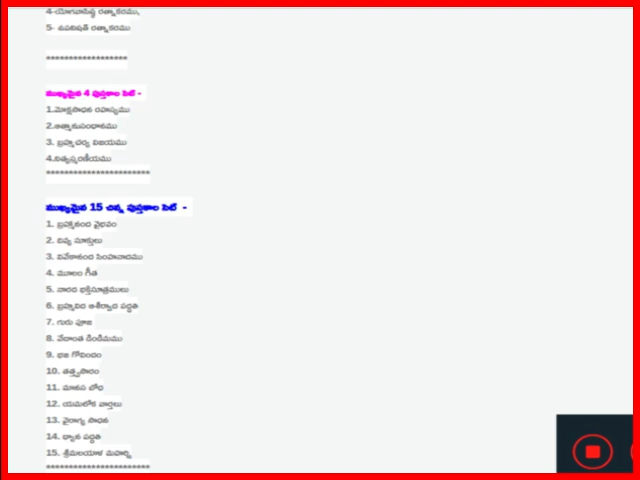 4-యోగవాసిష్ఠ రత్నాకరము,
5- ఉపనిషత్ రత్నాకరము
******************
ముఖ్యమైన 4 పుస్తకాల సెట్ -
1.మోక్షసాధన రహస్యము
2.ఆత్మానుసంధానము
3. బ్రహ్మచర్య విజయము
4.నిత్యస్మరణీయము
***********************
ముఖ్యమైన 15 చిన్న పుస్తకాల సెట్ -
1. బ్రహ్మానంద వైభవం
2. దివ్య సూక్తులు
3. వివేకానంద సింహనాదము
4. మూలం గీత
5. నారద భక్తిసూత్రములు
6. బ్రహ్మవిద ఆశీర్వాద పద్ధతి
7. గురు పూజ
8. వేదాంత డిండిమము
9. భజ గోవిందం
10. తత్త్వసారం
11. మానస బోధ
12. యమలోక వార్తలు
13. వైరాగ్య సాధన
14. ధ్యాన పద్ధతి
15. శ్రీమలయాళ మహర్షి
***********************